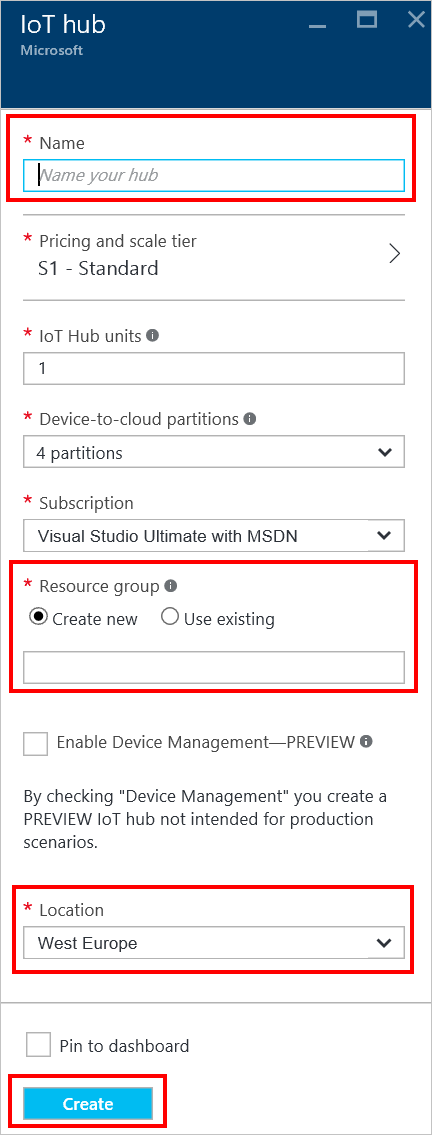 IoT hub
Microsoft
* Name
Name your hub
* Pricing and scale tier
S1 - Standard
* IoT Hub units
1
* Device-to-cloud partitions
4 partitions
* Subscription
Visual Studio Ultimate with MSDN
* Resource group
Create new Use existing
Enable Device Management—PREVIEW
By checking "Device Management" you create a
PREVIEW IoT hub not intended for production
scenarios.
* Location
West Europe
Pin to dashboard
Create